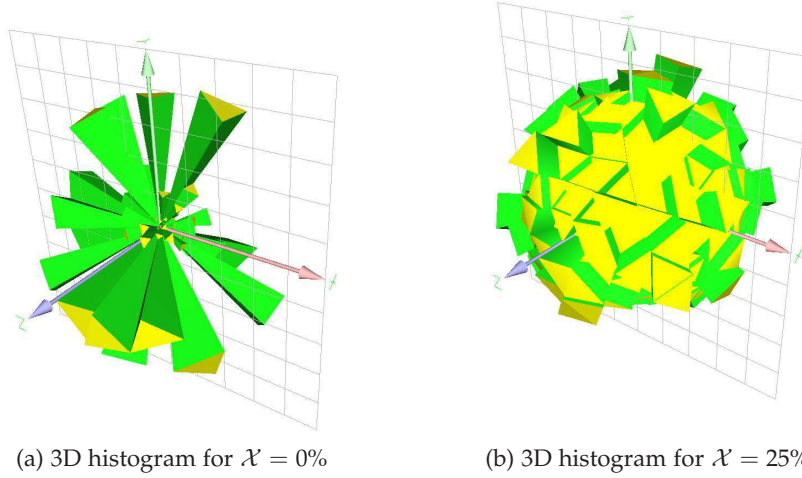 Y
X
Z
Y
X
Z
(a) 3D histogram for 𝒳 = 0%
(b) 3D histogram for 𝒳 = 25%